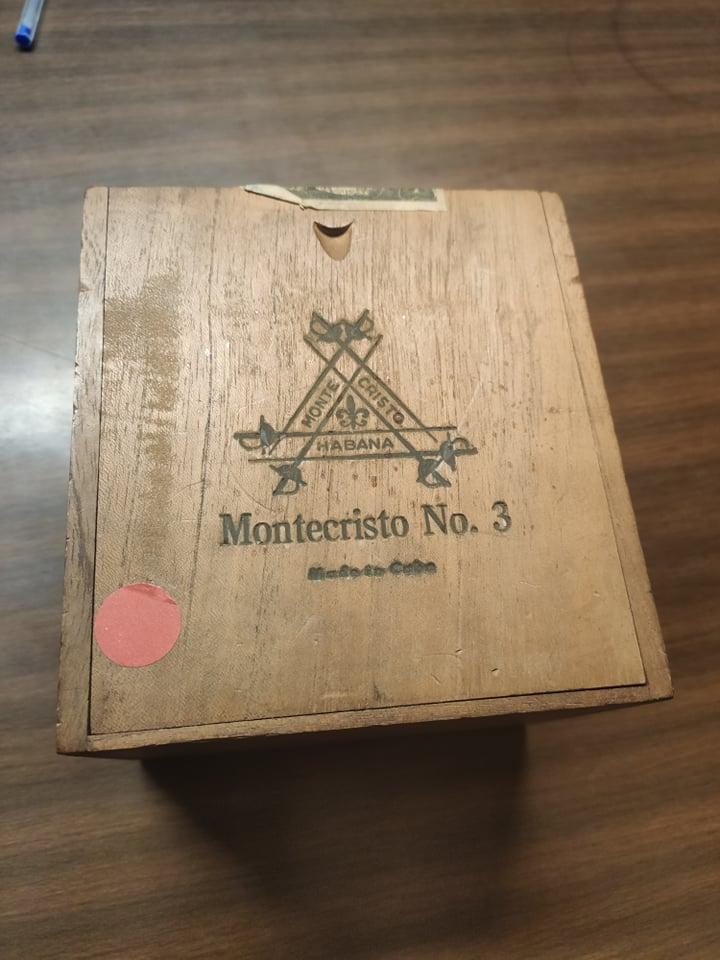 MONTE CRISTO
HABANA
Montecristo No. 3
Made in Cuba